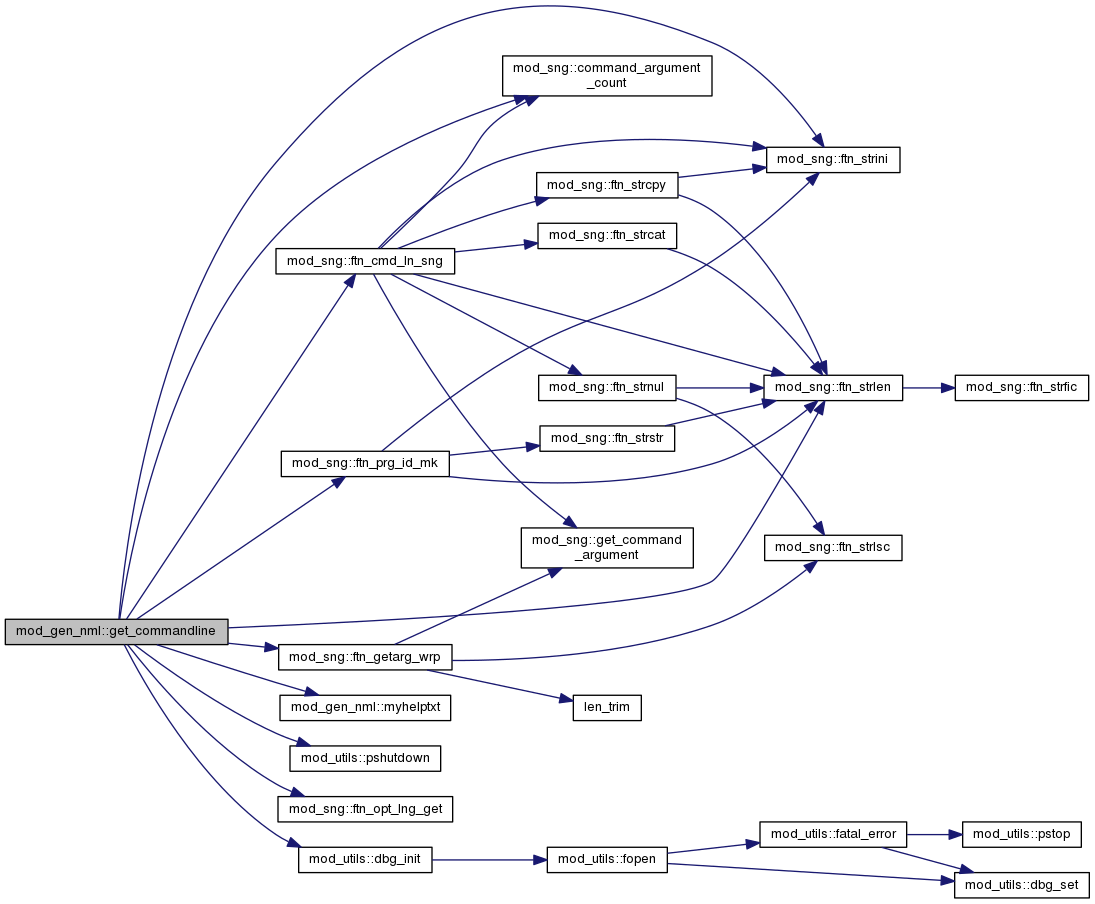 mod_sng::command_argument
_count
mod_sng::ftn_strini
mod_sng::ftn_strcpy
mod_sng::ftn_strcat
mod_sng::ftn_cmd_ln_sng
mod_sng::ftn_strnul
mod_sng::ftn_strlen
mod_sng::ftn_strfic
mod_sng::ftn_strstr
mod_sng::ftn_prg_id_mk
mod_sng::get_command
_argument
mod_sng::ftn_strlsc
mod_gen_nml::get_commandline
mod_sng::ftn_getarg_wrp
mod_gen_nml::myhelptxt
len_trim
mod_utils::pshutdown
mod_sng::ftn_opt_lng_get
mod_utils::fatal_error
mod_utils::pstop
mod_utils::dbg_init
mod_utils::fopen
mod_utils::dbg_set